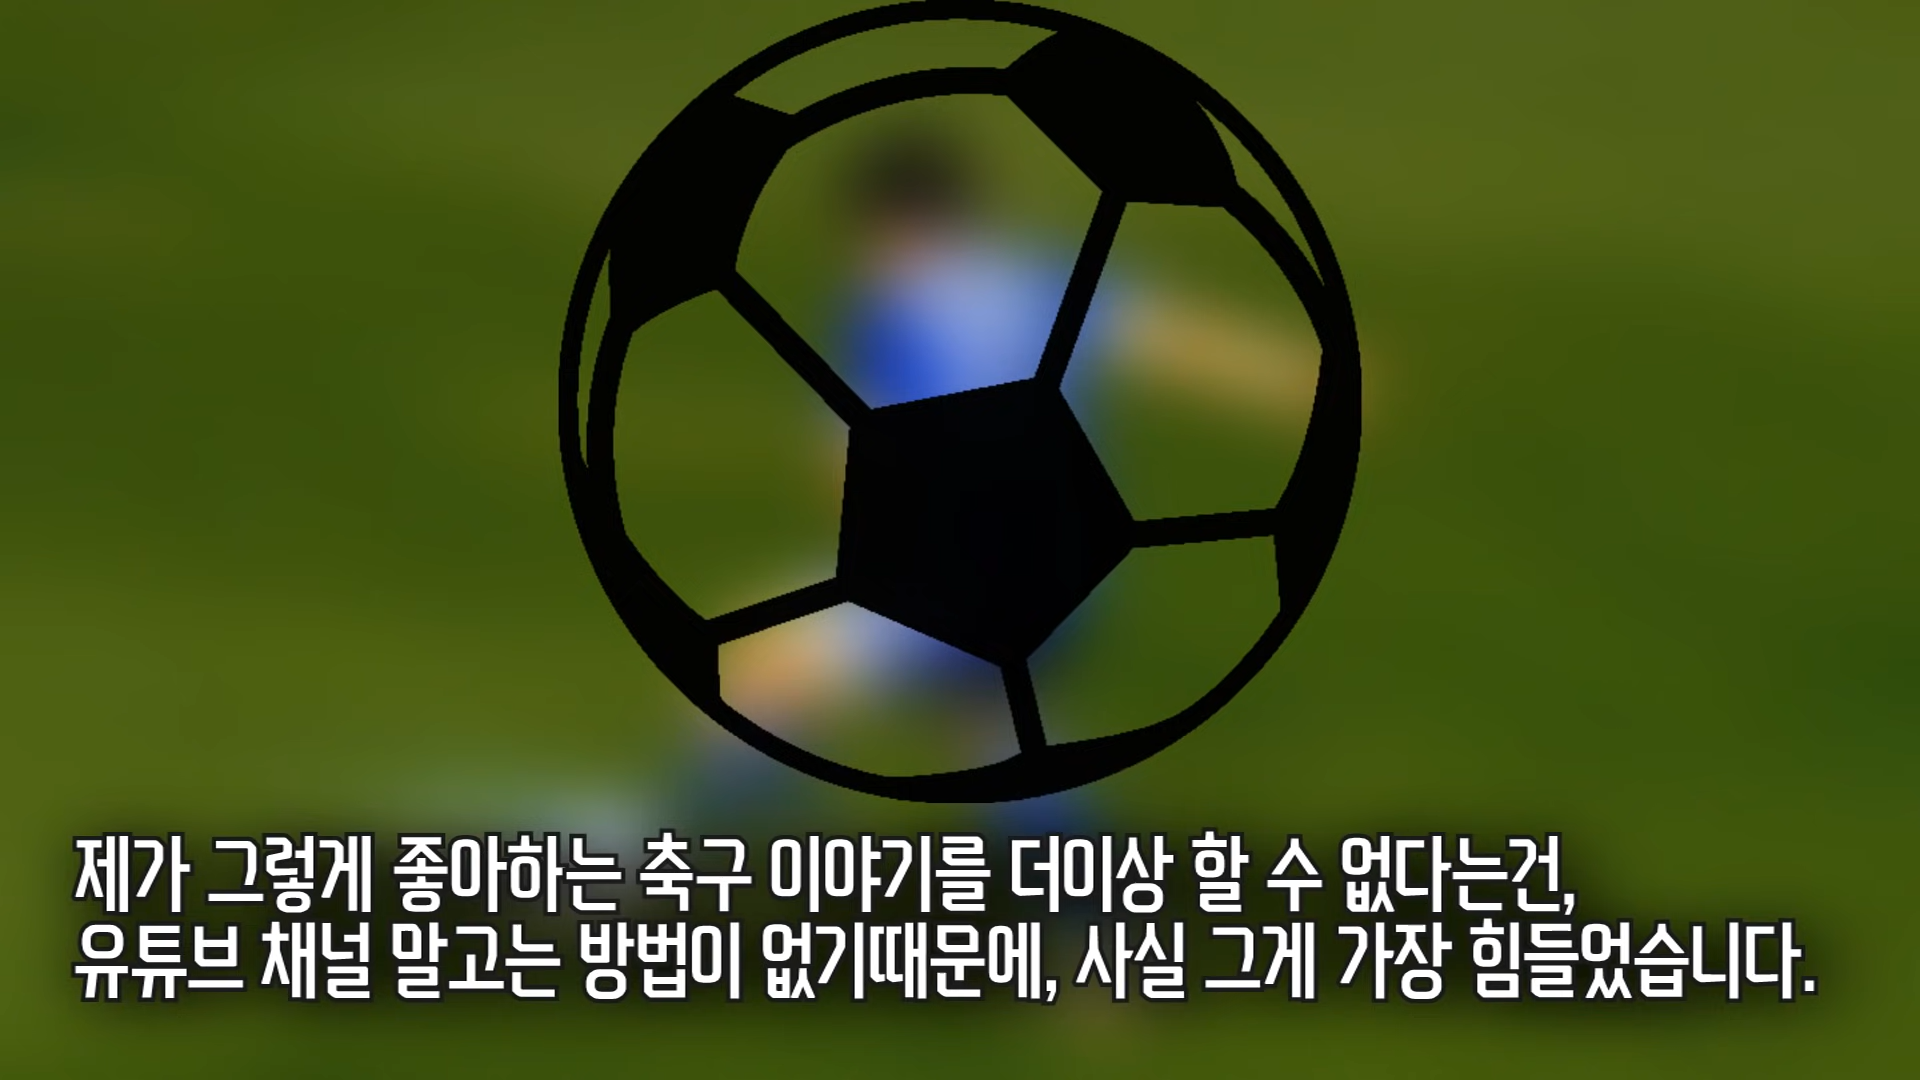 제가 그렇게 좋아하는 축구 이야기를 더이상 할 수 없다는건,
유튜브 채널 말고는 방법이 없기때문에, 사실 그게 가장 힘들었습니다.